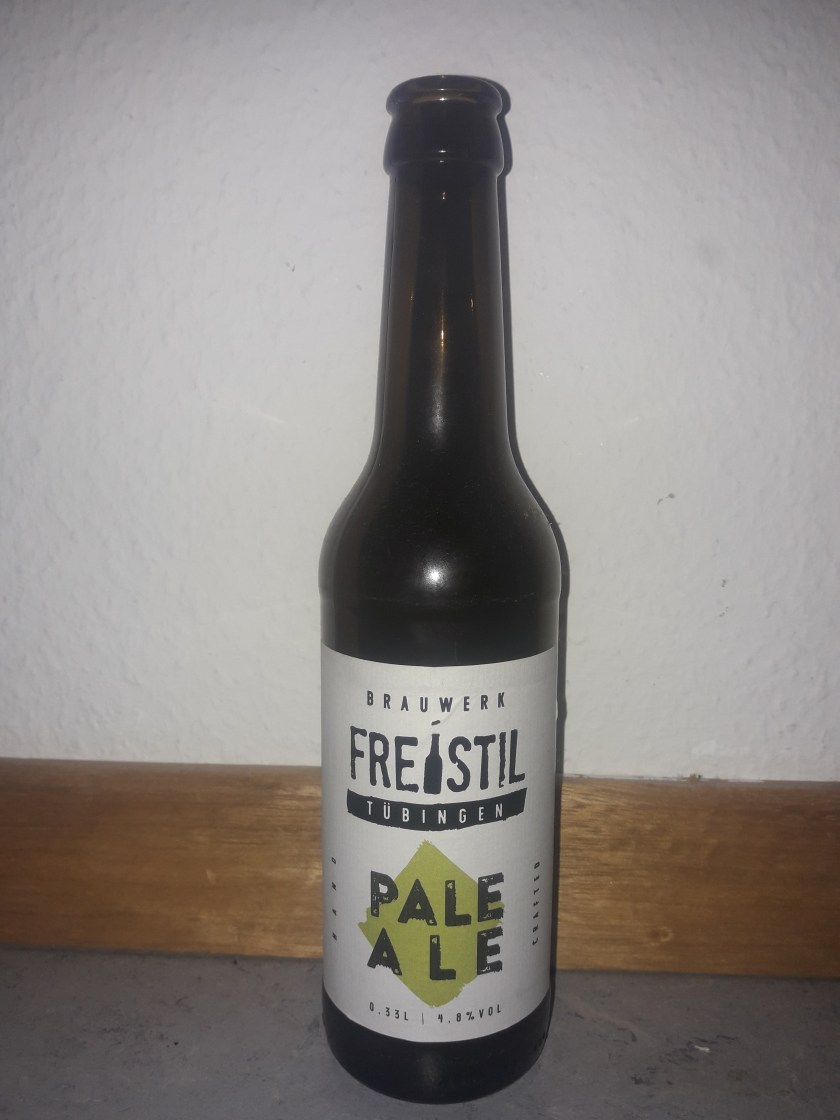 BRAUWERK
FREISTIL
TÜBINGEN
PALE
ALE
HAND
CRAFTED
0.33L | 4.8%VOL